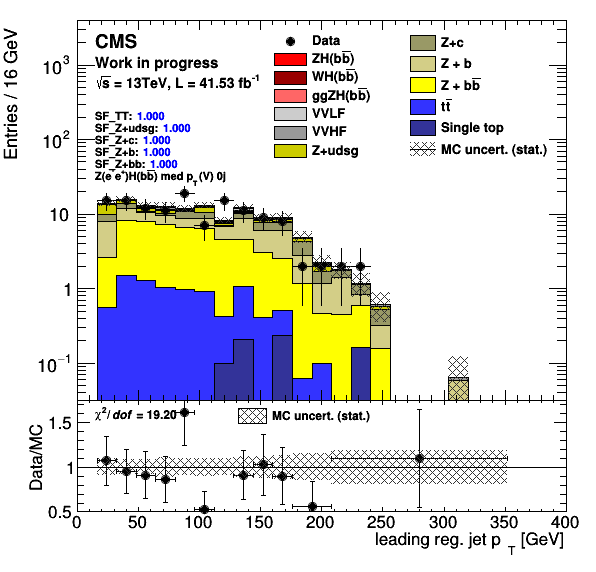 Entries / 16 GeV
10³
10²
10
1
10⁻¹
CMS
Work in progress
√s = 13TeV, L = 41.53 fb⁻¹
SF_TT: 1.000
SF_Z+udsg: 1.000
SF_Z+c: 1.000
SF_Z+b: 1.000
SF_Z+bb: 1.000
Z(e⁻e⁺)H(bb̅) med p_T(V) 0j
Data
ZH(bb̅)
WH(bb̅)
ggZH(bb̅)
VVLF
VVHF
Z+udsg
Z+c
Z + b
Z + bb̅
tt̅
Single top
MC uncert. (stat.)
Data/MC
1.5
1
0.5
χ²/dof = 19.20
MC uncert. (stat.)
0 50 100 150 200 250 300 350 400
leading reg. jet p_T [GeV]